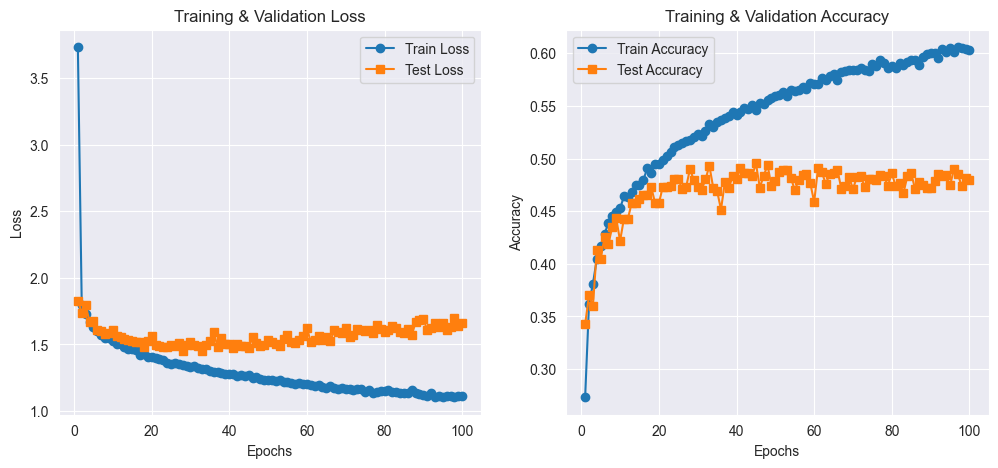 Training & Validation Loss
Train Loss
Test Loss
3.5
3.0
2.5
2.0
1.5
1.0
Loss
0
20
40
60
80
100
Epochs
Training & Validation Accuracy
Train Accuracy
Test Accuracy
0.60
0.55
0.50
0.45
0.40
0.35
0.30
Accuracy
0
20
40
60
80
100
Epochs